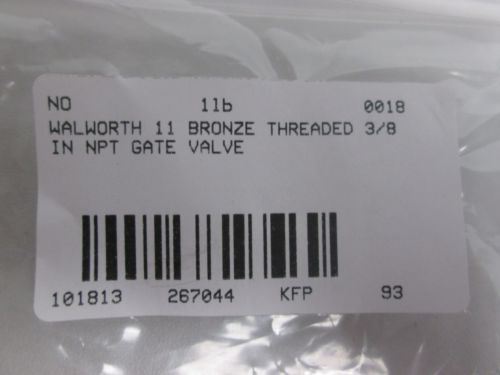 NO 1lb 0018
WALWORTH 11 BRONZE THREADED 3/8
IN NPT GATE VALVE
101813 267044 KFP 93